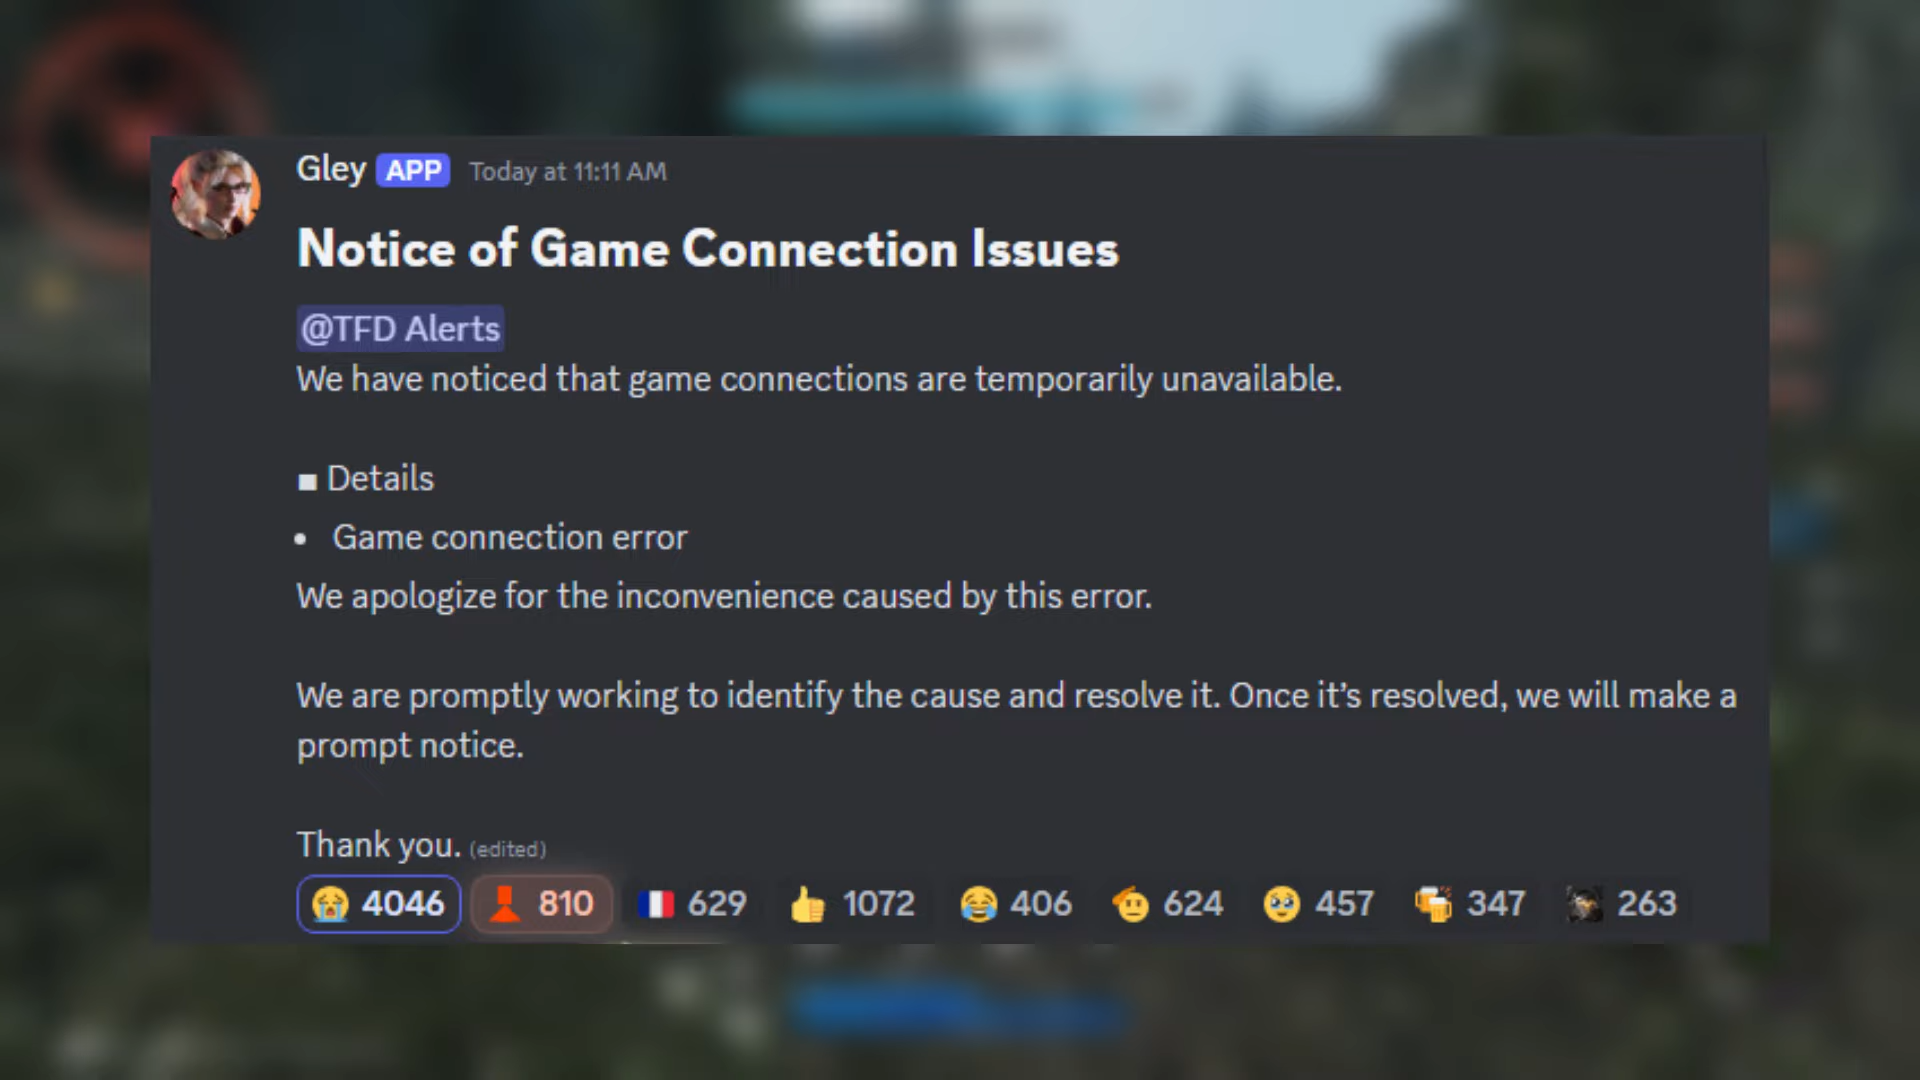 Gley APP Today at 11:11 AM
Notice of Game Connection Issues
@TFD Alerts
We have noticed that game connections are temporarily unavailable.
■ Details
• Game connection error
We apologize for the inconvenience caused by this error.
We are promptly working to identify the cause and resolve it. Once it’s resolved, we will make a
prompt notice.
Thank you. (edited)
4046 810 629 1072 406 624 457 347 263